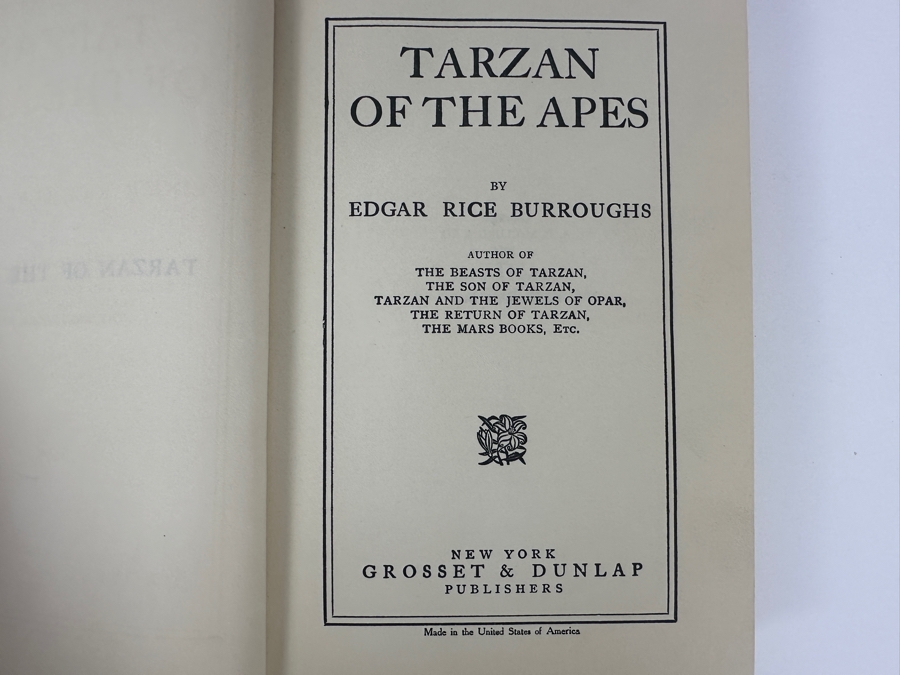 TARZAN
OF THE APES
BY
EDGAR RICE BURROUGHS
AUTHOR OF
THE BEASTS OF TARZAN,
THE SON OF TARZAN,
TARZAN AND THE JEWELS OF OPAR,
THE RETURN OF TARZAN,
THE MARS BOOKS, ETC.
NEW YORK
GROSSET & DUNLAP
PUBLISHERS
Made in the United States of America